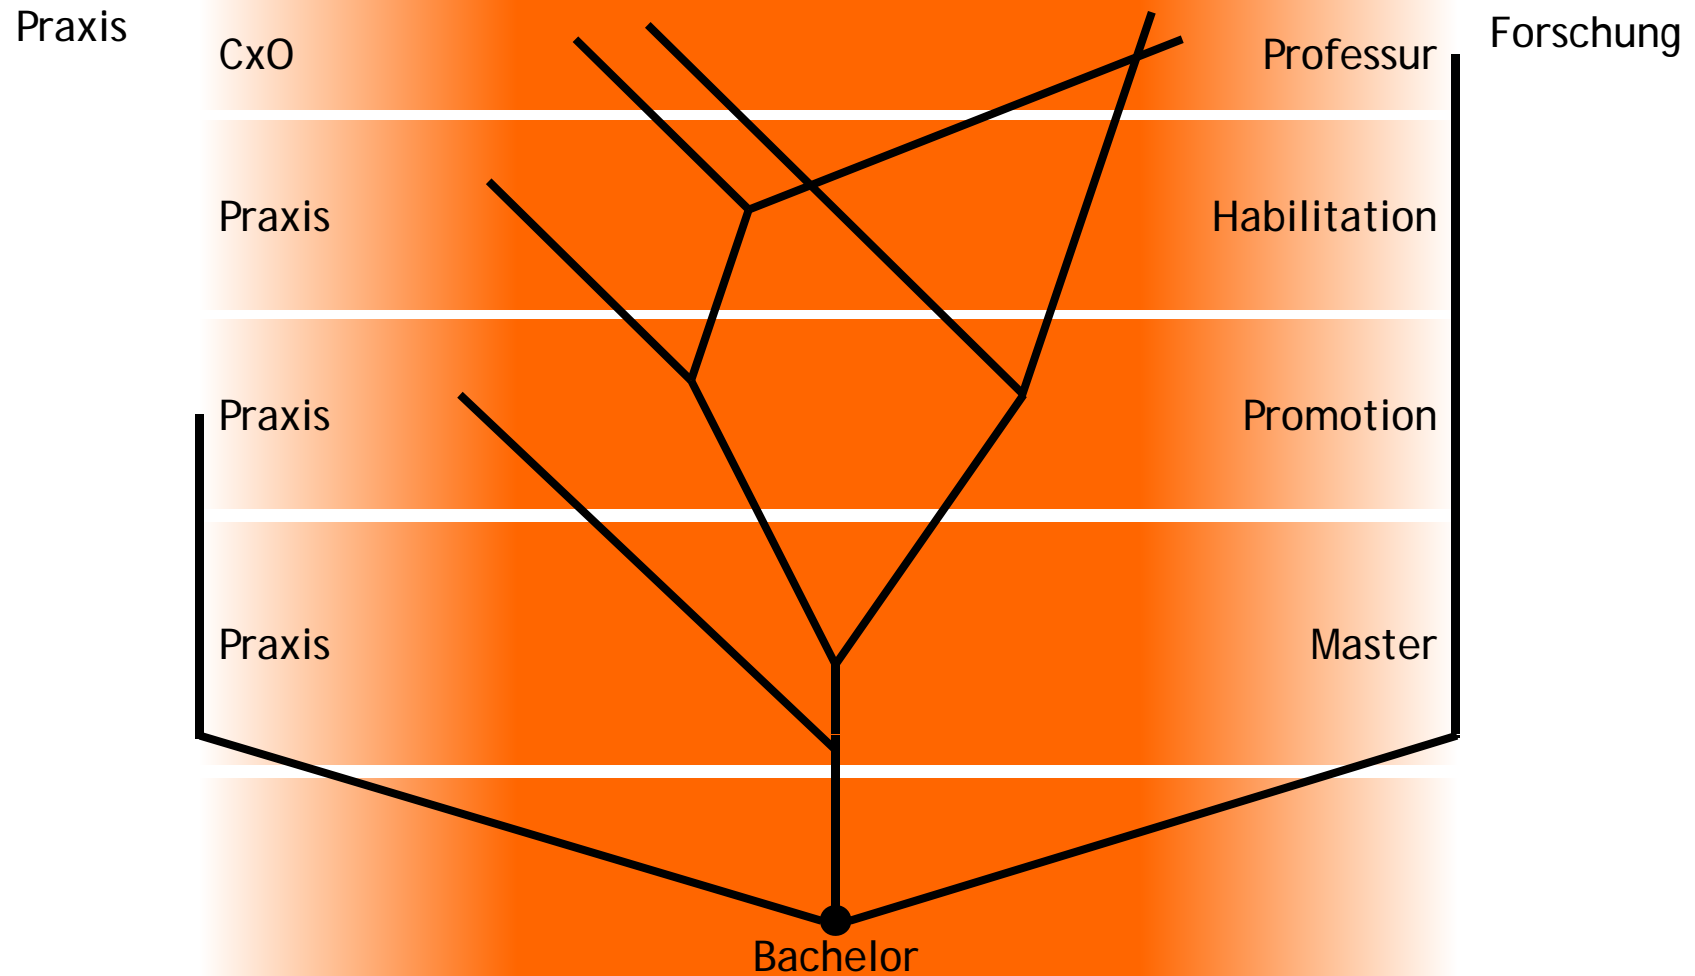 Praxis
Forschung
CxO
Professur
Praxis
Habilitation
Praxis
Promotion
Praxis
Master
Bachelor